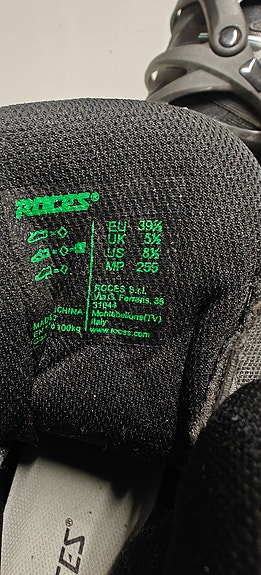 ROCES®
EU 39½
UK 5½
US 8½
MP 255
ROCES S.r.l.
Via G. Ferraris, 36
31044
Montebelluna(TV)
Italy
www.roces.com
CHINA
100kg
CES®